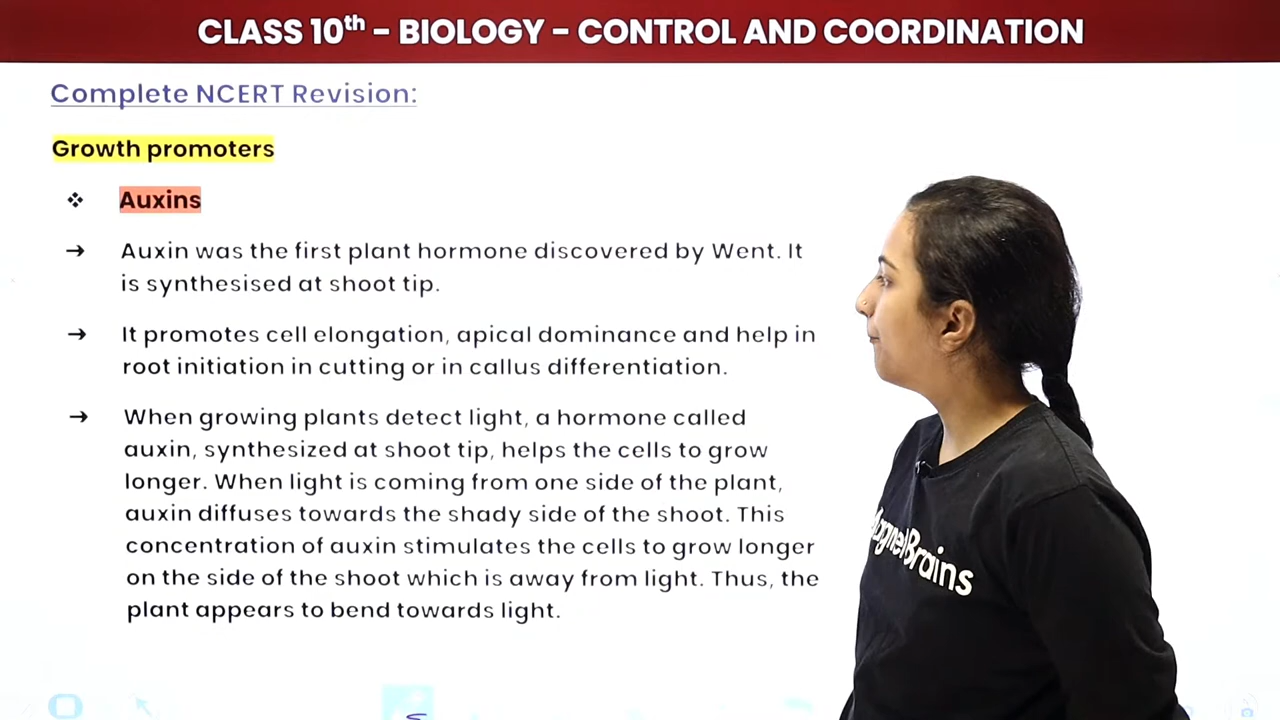 CLASS 10th - BIOLOGY - CONTROL AND COORDINATION
Complete NCERT Revision:
Growth promoters
❖ Auxins
→ Auxin was the first plant hormone discovered by Went. It
is synthesised at shoot tip.
→ It promotes cell elongation, apical dominance and help in
root initiation in cutting or in callus differentiation.
→ When growing plants detect light, a hormone called
auxin, synthesized at shoot tip, helps the cells to grow
longer. When light is coming from one side of the plant,
auxin diffuses towards the shady side of the shoot. This
concentration of auxin stimulates the cells to grow longer
on the side of the shoot which is away from light. Thus, the
plant appears to bend towards light.
Magnet Brains